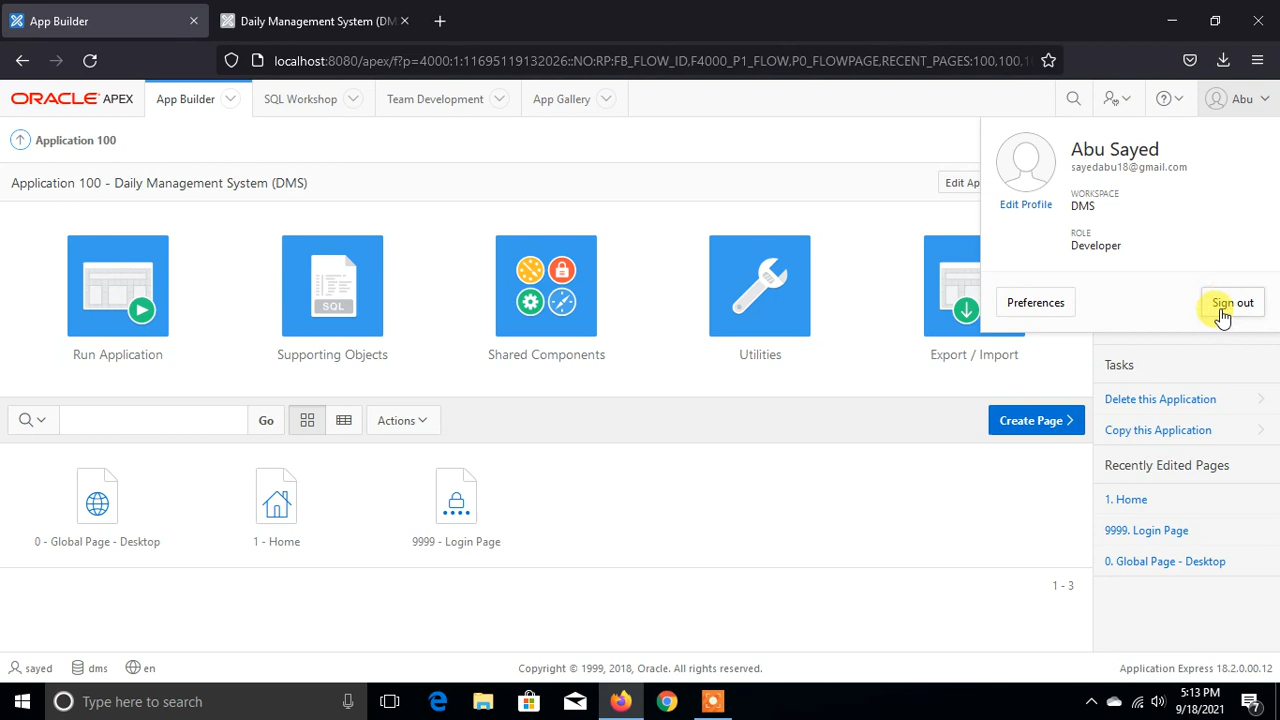 App Builder
Daily Management System (DM
localhost:8080/apex/f?p=4000:1:11695119132026::NO:RP:FB_FLOW_ID,F4000_P1_FLOW,P0_FLOWPAGE,RECENT_PAGES:100,100,1
ORACLE APEX
App Builder
SQL Workshop
Team Development
App Gallery
Abu
Application 100
Abu Sayed
sayedabu18@gmail.com
Application 100 - Daily Management System (DMS)
Edit Ap
WORKSPACE
DMS
Edit Profile
ROLE
Developer
Preferences
Sign out
SQL
Run Application
Supporting Objects
Shared Components
Utilities
Export / Import
Tasks
Delete this Application
Copy this Application
Go
Actions
Create Page
Recently Edited Pages
1. Home
9999. Login Page
0. Global Page - Desktop
0 - Global Page - Desktop
1 - Home
9999 - Login Page
1 - 3
sayed
dms
en
Copyright © 1999, 2018, Oracle. All rights reserved.
Application Express 18.2.0.00.12
Type here to search
5:13 PM
9/18/2021
7